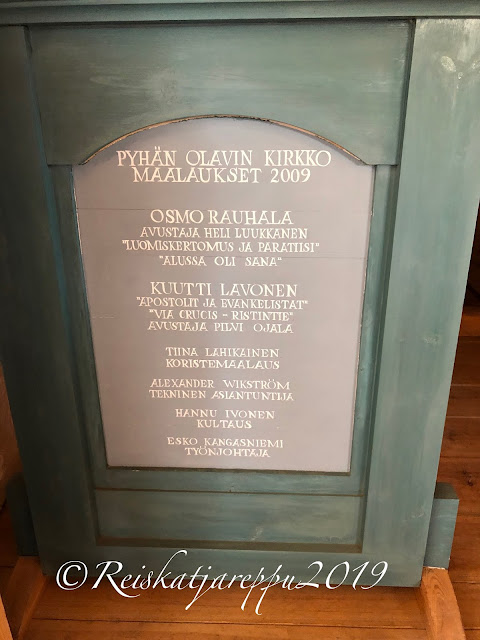 PYHÄN OLAVIN KIRKKO
MAALAUKSET 2009
OSMO RAUHALA
AVUSTAJA HELI LUUKKANEN
"LUOMISKERTOMUS JA PARATIISI"
"ALUSSA OLI SANA"
KUUTTI LAVONEN
"APOSTOLIT JA EVANKELISTAT"
"VIA CRUCIS – RISTINTIE"
AVUSTAJA PILVI OJALA
TIINA LAHIKAINEN
KORISTEMAALAUS
ALEXANDER WIKSTRÖM
TEKNINEN ASIANTUNTIJA
HANNU IVONEN
KULTAUS
ESKO KANGASNIEMI
TYÖNJOHTAJA
©Reiskatjareppu2019